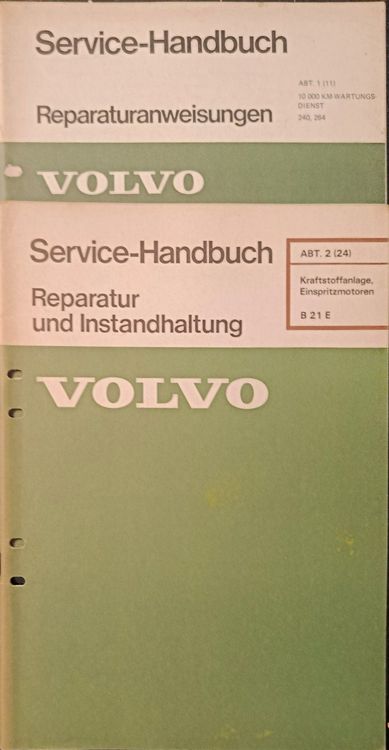 Service-Handbuch
ABT. 1 (11)
10 000 KM-WARTUNGS-
DIENST
240, 264
Reparaturanweisungen
VOLVO
Service-Handbuch
ABT. 2 (24)
Kraftstoffanlage,
Einspritzmotoren
B 21 E
Reparatur
und Instandhaltung
VOLVO